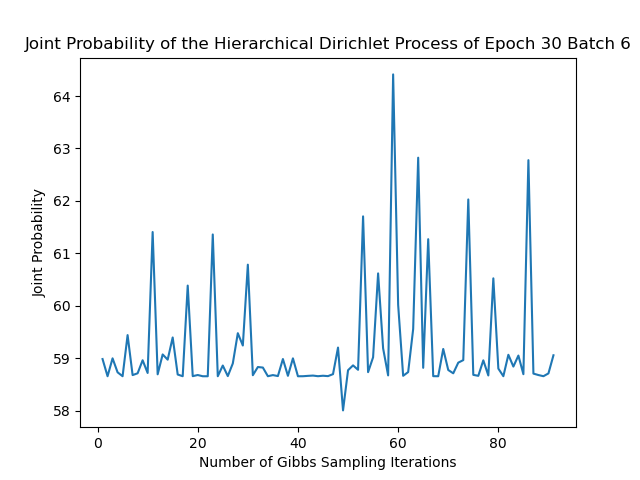 Joint Probability of the Hierarchical Dirichlet Process of Epoch 30 Batch 6
64
63
62
61
60
59
58
Joint Probability
0 20 40 60 80
Number of Gibbs Sampling Iterations